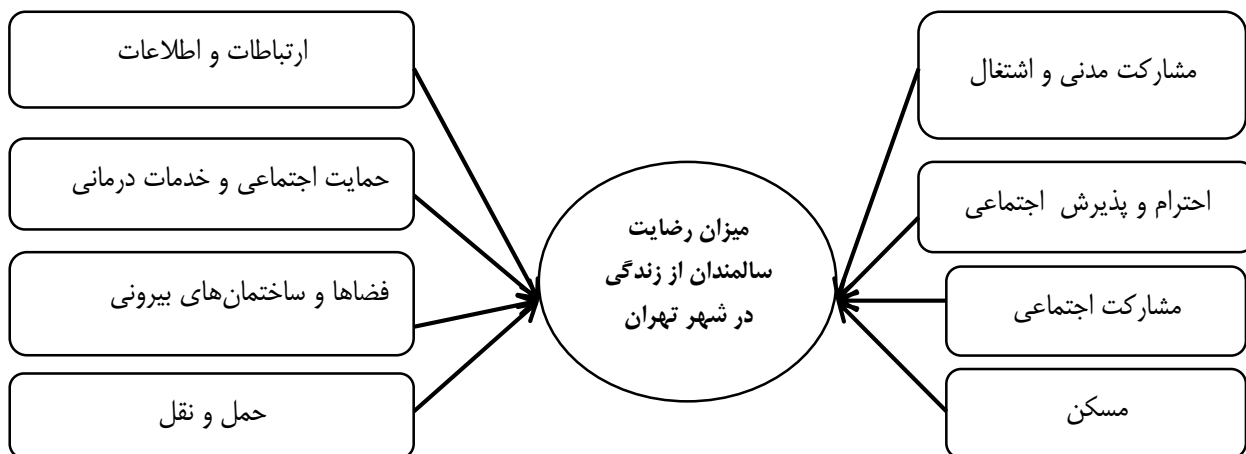 مشارکت مدنی و اشتغال
احترام و پذیرش اجتماعی
مشارکت اجتماعی
مسکن
میزان رضایت
سالمندان از زندگی
در شهر تهران
ارتباطات و اطلاعات
حمایت اجتماعی و خدمات درمانی
فضاها و ساختمان‌های بیرونی
حمل و نقل